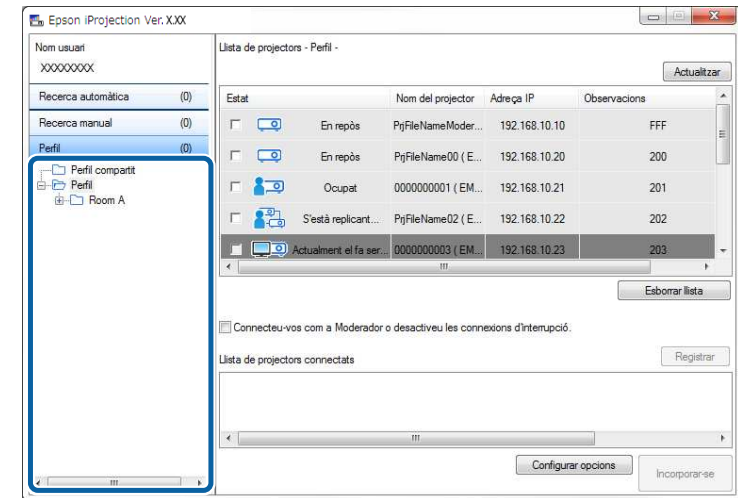 Epson iProjection Ver. X.XX
Nom usuari
XXXXXXXX
Recerca automàtica (0)
Recerca manual (0)
Perfil (0)
Perfil compartit
Perfil
Room A
Llista de projectors - Perfil -
Actualitzar
Estat Nom del projector Adreça IP Observacions
En repòs PrjFileNameModer... 192.168.10.10 FFF
En repòs PrjFileName00 ( E... 192.168.10.20 200
Ocupat 0000000001 ( EM... 192.168.10.21 201
S'està replicant... PrjFileName02 ( E... 192.168.10.22 202
Actualment el fa ser... 0000000003 ( EM... 192.168.10.23 203
Esborrar llista
Connecteu-vos com a Moderador o desactiveu les connexions d'interrupció.
Llista de projectors connectats
Registrar
Configurar opcions
Incorporar-se